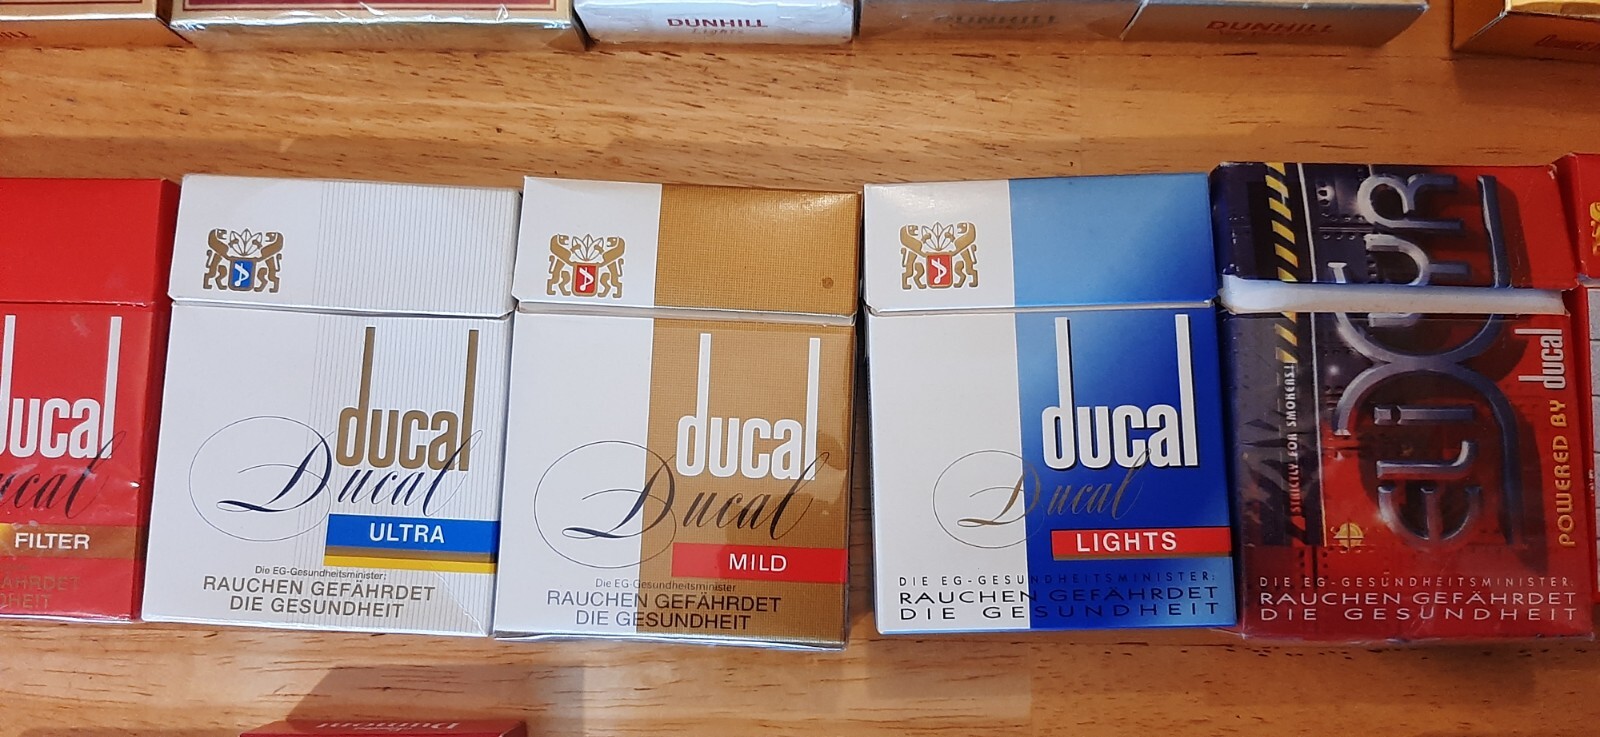 DUNHILL
Lights
DUNHILL
DUNHILL
ducal
Ducal
FILTER
ducal
Ducal
ULTRA
Die EG-Gesundheitsminister:
RAUCHEN GEFÄHRDET
DIE GESUNDHEIT
ducal
Ducal
MILD
Die EG-Gesundheitsminister
RAUCHEN GEFÄHRDET
DIE GESUNDHEIT
ducal
Ducal
LIGHTS
DIE EG-GESUNDHEITSMINISTER:
RAUCHEN GEFÄHRDET
DIE GESUNDHEIT
STRICTLY FOR SMOKERS!
POWERED BY ducal
DIE EG-GESUNDHEITSMINISTER:
RAUCHEN GEFÄHRDET
DIE GESUNDHEIT